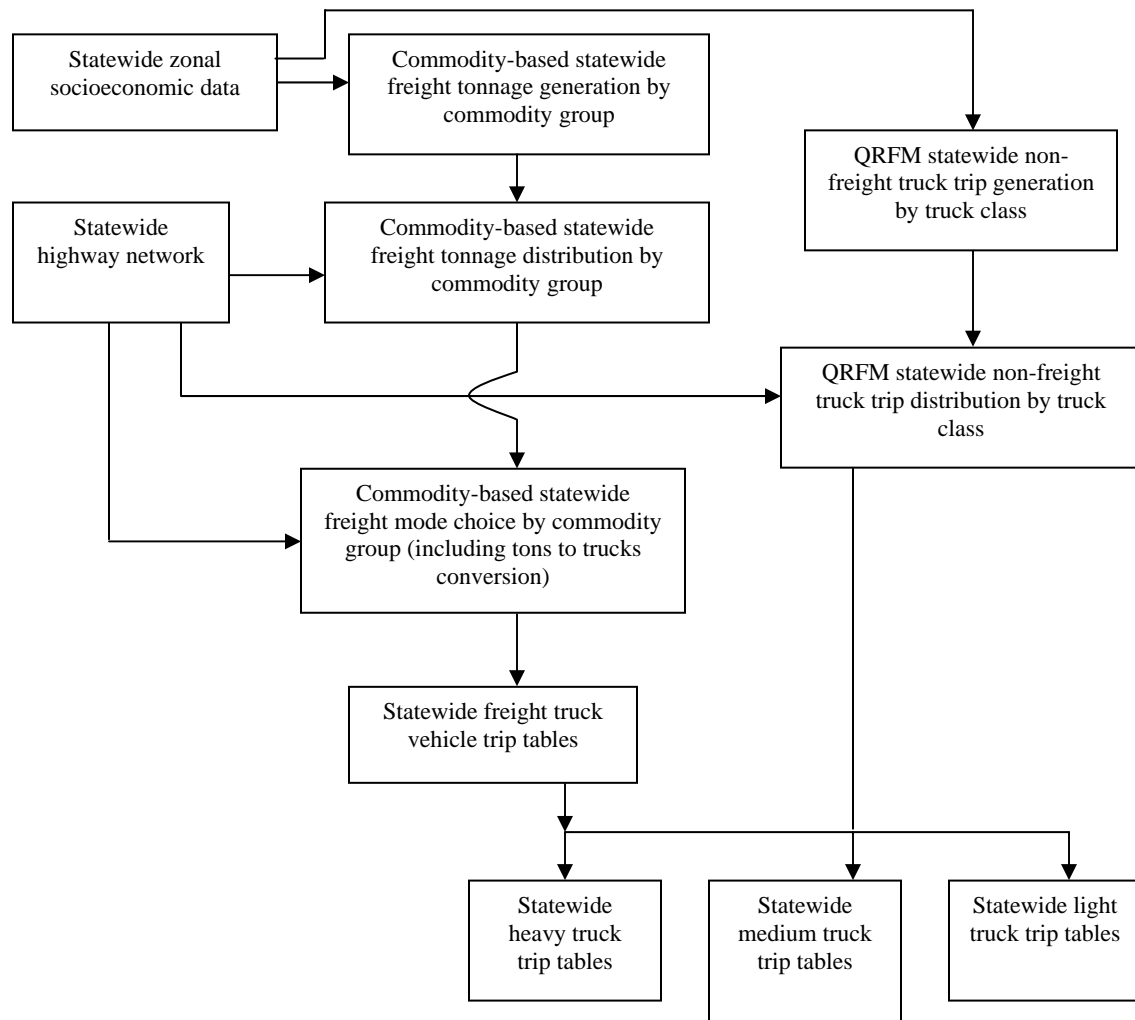 Statewide zonal
socioeconomic data
Commodity-based statewide
freight tonnage generation by
commodity group
QRFM statewide non-
freight truck trip generation
by truck class
Statewide
highway network
Commodity-based statewide
freight tonnage distribution by
commodity group
QRFM statewide non-freight
truck trip distribution by truck
class
Commodity-based statewide
freight mode choice by commodity
group (including tons to trucks
conversion)
Statewide freight truck
vehicle trip tables
Statewide
heavy truck
trip tables
Statewide
medium truck
trip tables
Statewide light
truck trip tables